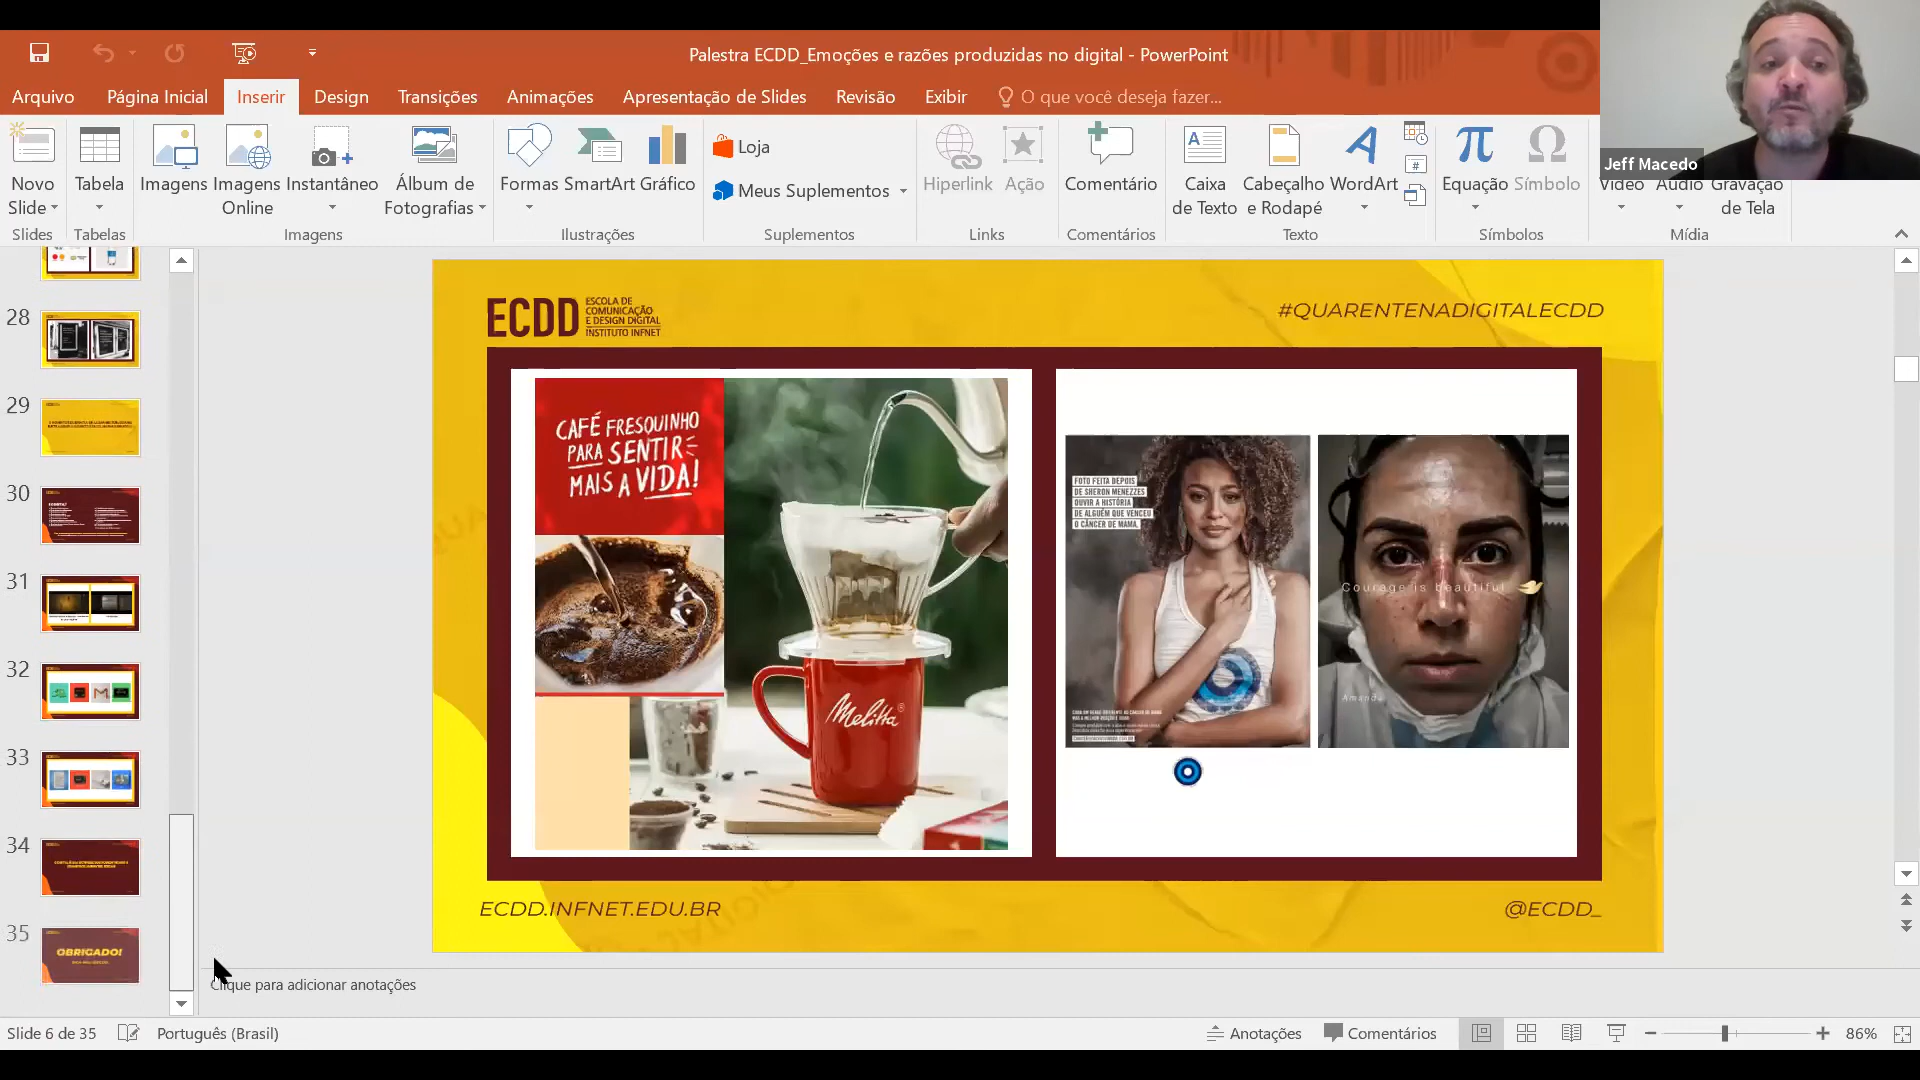 Palestra ECDD_Emoções e razões produzidas no digital - PowerPoint
Arquivo Página Inicial Inserir Design Transições Animações Apresentação de Slides Revisão Exibir O que você deseja fazer...
Jeff Macedo
Novo Slide
Tabela
Imagens
Imagens Online
Instantâneo
Álbum de Fotografias
Formas
SmartArt
Gráfico
Loja
Meus Suplementos
Hiperlink
Ação
Comentário
Caixa de Texto
Cabeçalho e Rodapé
WordArt
Equação
Símbolo
Vídeo
Áudio
Gravação de Tela
Slides Tabelas Imagens Ilustrações Suplementos Links Comentários Texto Símbolos Mídia
28
29
30
31
32
33
34
35
OBRIGADO!
ECDD
ESCOLA DE
COMUNICAÇÃO
E DESIGN DIGITAL
INSTITUTO INFNET
#QUARENTENADIGITALECDD
CAFÉ FRESQUINHO
PARA SENTIR
MAIS A VIDA!
Melitta®
FOTO FEITA DEPOIS
DE SHERON MENEZZES
OUVIR A HISTÓRIA
DE ALGUÉM QUE VENCEU
O CÂNCER DE MAMA.
Courage is beautiful
ECDD.INFNET.EDU.BR
@ECDD_
Clique para adicionar anotações
Slide 6 de 35 Português (Brasil) Anotações Comentários 86%